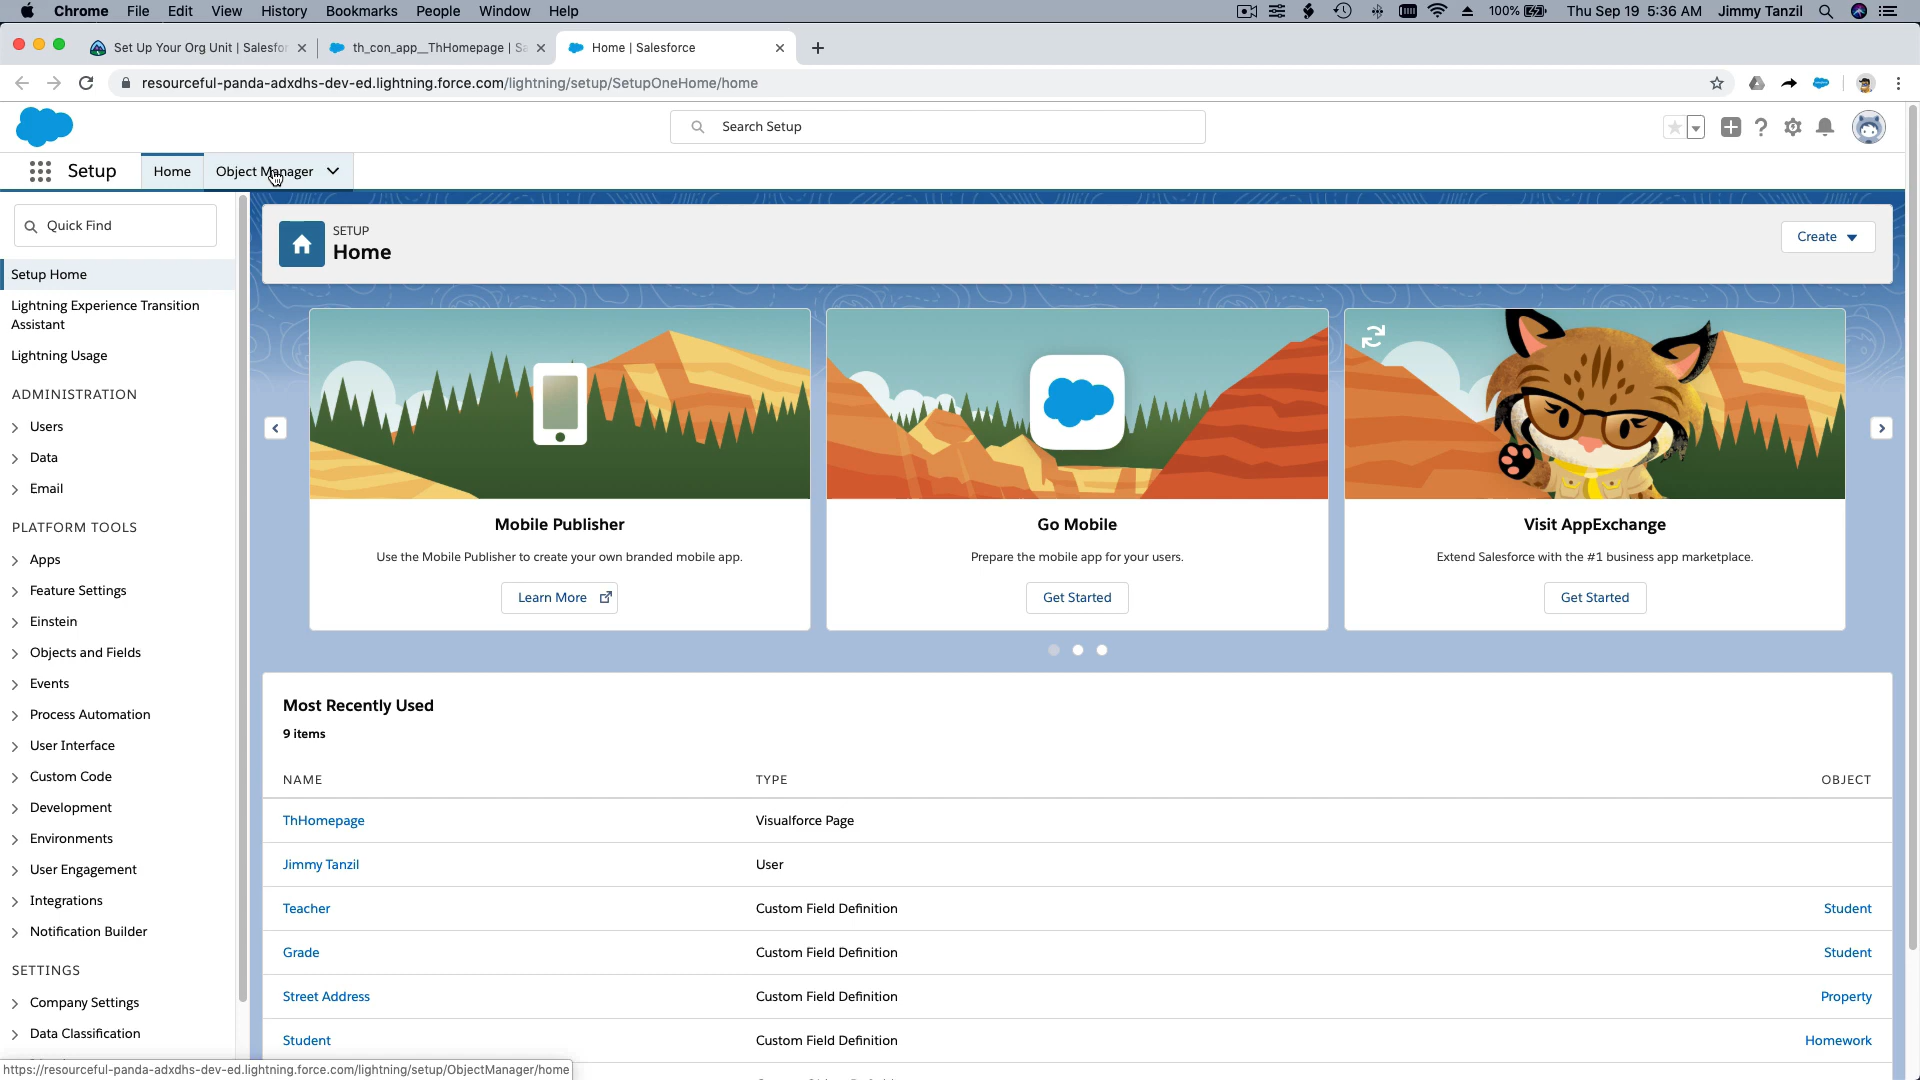 Chrome File Edit View History Bookmarks People Window Help 100% Thu Sep 19 5:36 AM Jimmy Tanzil
Set Up Your Org Unit | Salesfor th_con_app__ThHomepage | Sa Home | Salesforce
resourceful-panda-adxdhs-dev-ed.lightning.force.com/lightning/setup/SetupOneHome/home
Search Setup
Setup Home Object Manager
Quick Find
Setup Home
Lightning Experience Transition
Assistant
Lightning Usage
ADMINISTRATION
Users
Data
Email
PLATFORM TOOLS
Apps
Feature Settings
Einstein
Objects and Fields
Events
Process Automation
User Interface
Custom Code
Development
Environments
User Engagement
Integrations
Notification Builder
SETTINGS
Company Settings
Data Classification
SETUP
Home
Create
Mobile Publisher
Use the Mobile Publisher to create your own branded mobile app.
Learn More
Go Mobile
Prepare the mobile app for your users.
Get Started
Visit AppExchange
Extend Salesforce with the #1 business app marketplace.
Get Started
Most Recently Used
9 items
NAME TYPE OBJECT
ThHomepage Visualforce Page
Jimmy Tanzil User
Teacher Custom Field Definition Student
Grade Custom Field Definition Student
Street Address Custom Field Definition Property
Student Custom Field Definition Homework
https://resourceful-panda-adxdhs-dev-ed.lightning.force.com/lightning/setup/ObjectManager/home